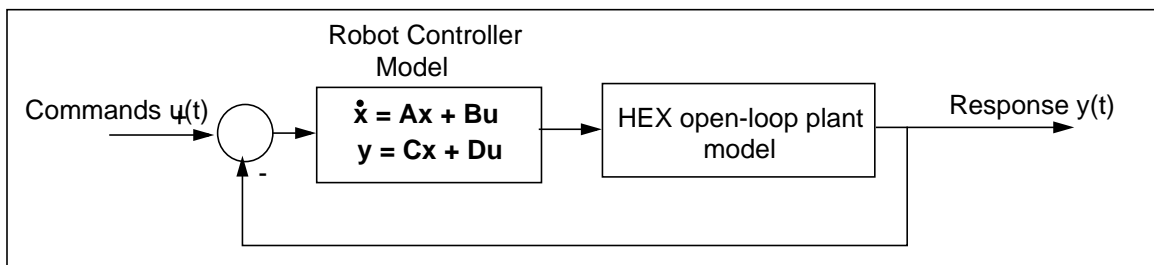 Robot Controller
Model
Commands u(t)
+
ẋ = Ax + Bu
y = Cx + Du
HEX open-loop plant
model
Response y(t)
-